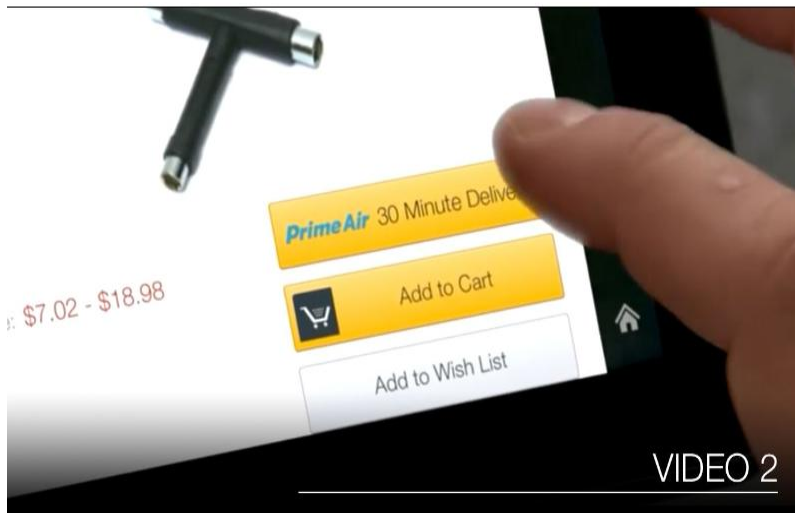 PrimeAir 30 Minute Delive
Add to Cart
: $7.02 - $18.98
Add to Wish List
VIDEO 2